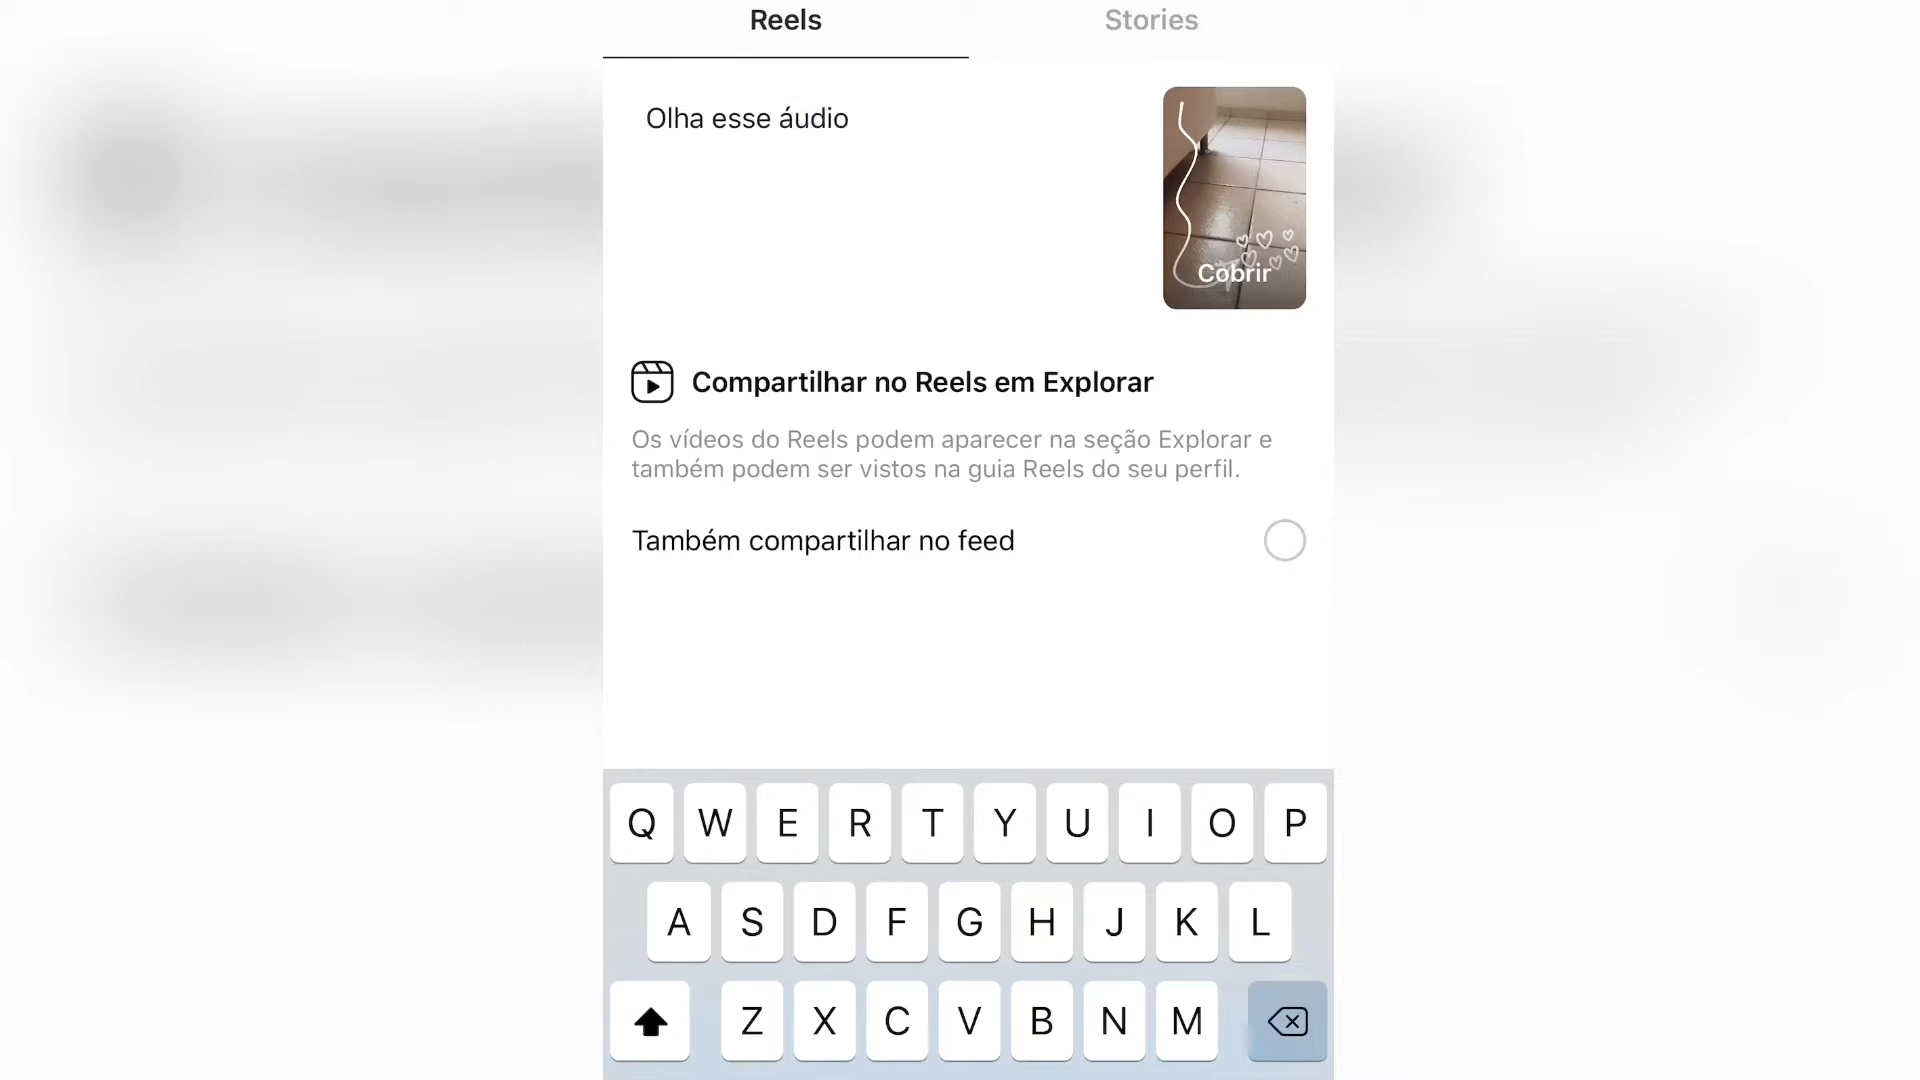 Reels
Stories
Olha esse áudio
Cobrir
Compartilhar no Reels em Explorar
Os vídeos do Reels podem aparecer na seção Explorar e
também podem ser vistos na guia Reels do seu perfil.
Também compartilhar no feed
Q W E R T Y U I O P
A S D F G H J K L
Z X C V B N M